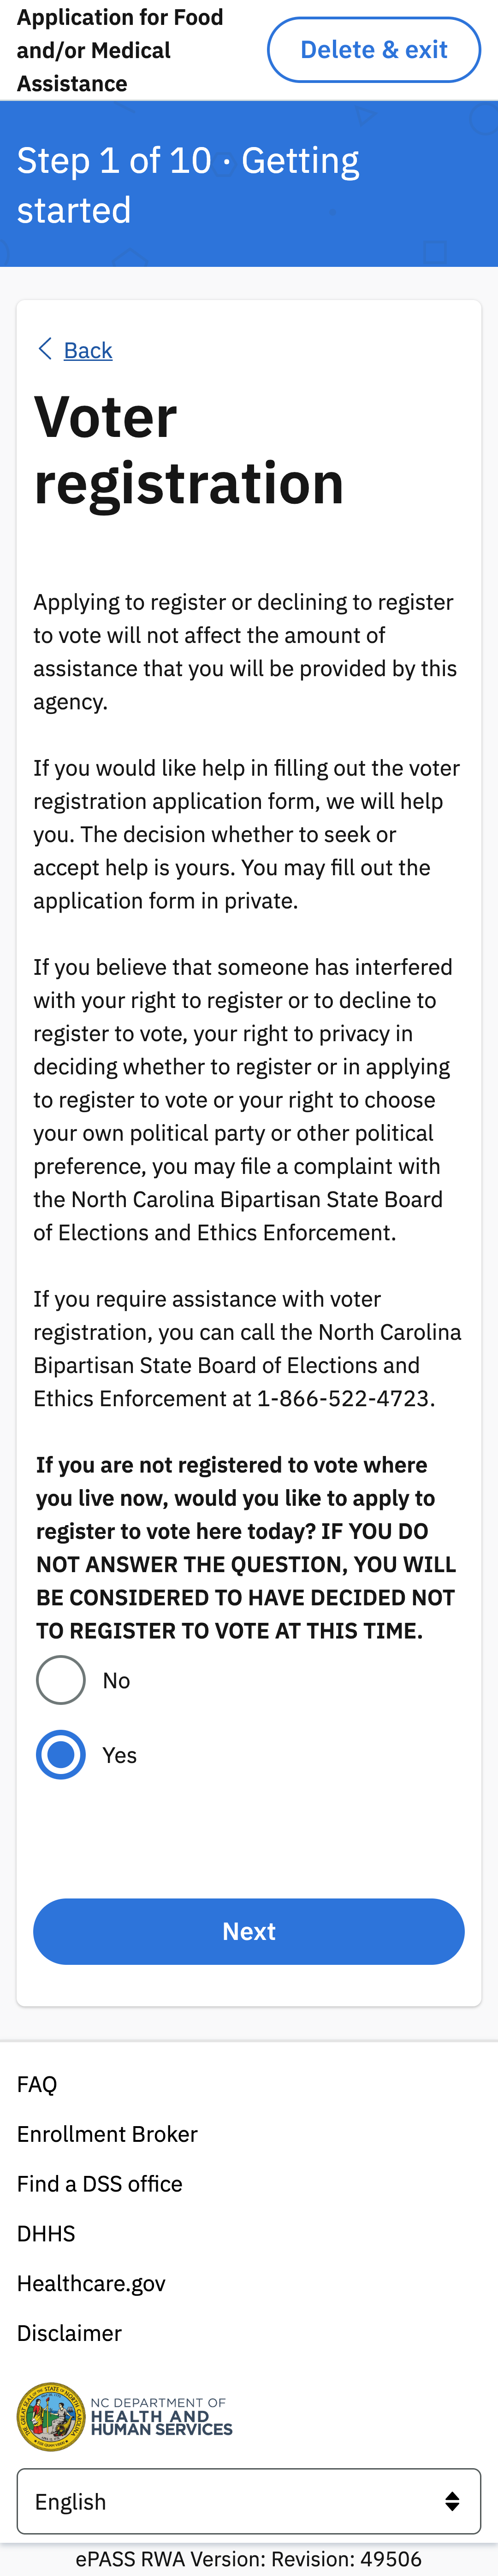 Application for Food
and/or Medical
Assistance
Delete & exit
Step 1 of 10 · Getting
started
Back
Voter
registration
Applying to register or declining to register
to vote will not affect the amount of
assistance that you will be provided by this
agency.
If you would like help in filling out the voter
registration application form, we will help
you. The decision whether to seek or
accept help is yours. You may fill out the
application form in private.
If you believe that someone has interfered
with your right to register or to decline to
register to vote, your right to privacy in
deciding whether to register or in applying
to register to vote or your right to choose
your own political party or other political
preference, you may file a complaint with
the North Carolina Bipartisan State Board
of Elections and Ethics Enforcement.
If you require assistance with voter
registration, you can call the North Carolina
Bipartisan State Board of Elections and
Ethics Enforcement at 1-866-522-4723.
If you are not registered to vote where
you live now, would you like to apply to
register to vote here today? IF YOU DO
NOT ANSWER THE QUESTION, YOU WILL
BE CONSIDERED TO HAVE DECIDED NOT
TO REGISTER TO VOTE AT THIS TIME.
No
Yes
Next
FAQ
Enrollment Broker
Find a DSS office
DHHS
Healthcare.gov
Disclaimer
NC DEPARTMENT OF
HEALTH AND
HUMAN SERVICES
English
ePASS RWA Version: Revision: 49506